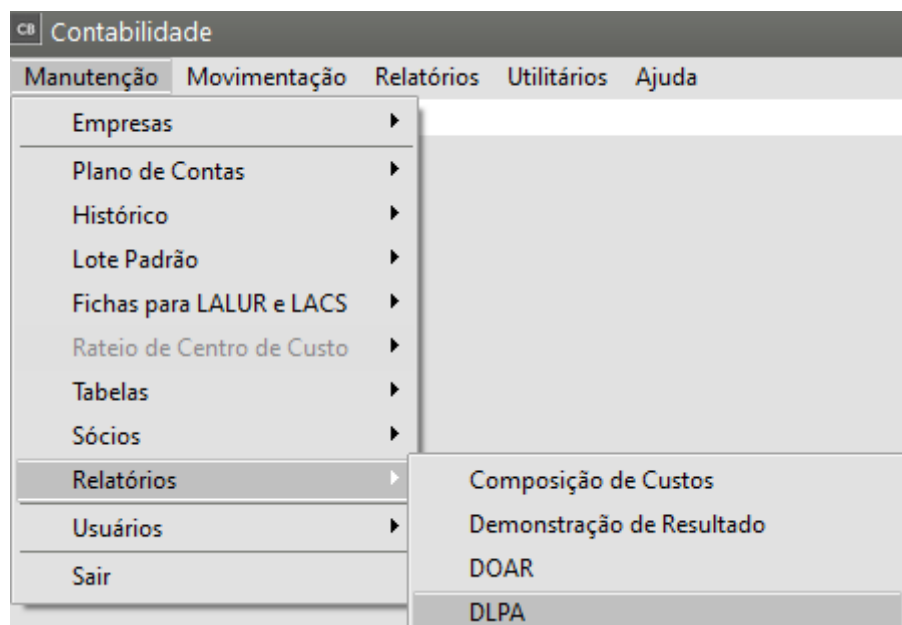 CB Contabilidade
Manutenção Movimentação Relatórios Utilitários Ajuda
Empresas
Plano de Contas
Histórico
Lote Padrão
Fichas para LALUR e LACS
Rateio de Centro de Custo
Tabelas
Sócios
Relatórios
Composição de Custos
Usuários
Demonstração de Resultado
Sair
DOAR
DLPA